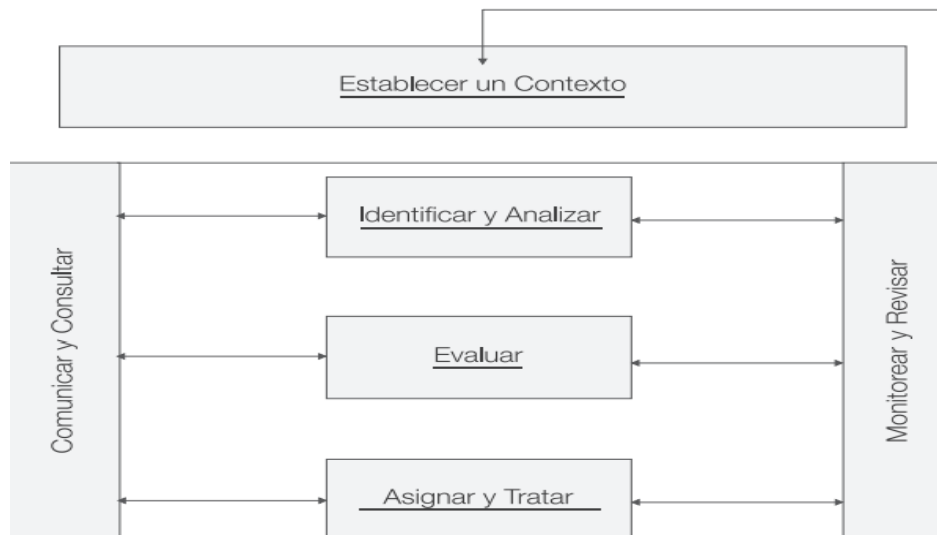 Establecer un Contexto
Comunicar y Consultar
Identificar y Analizar
Evaluar
Asignar y Tratar
Monitorear y Revisar